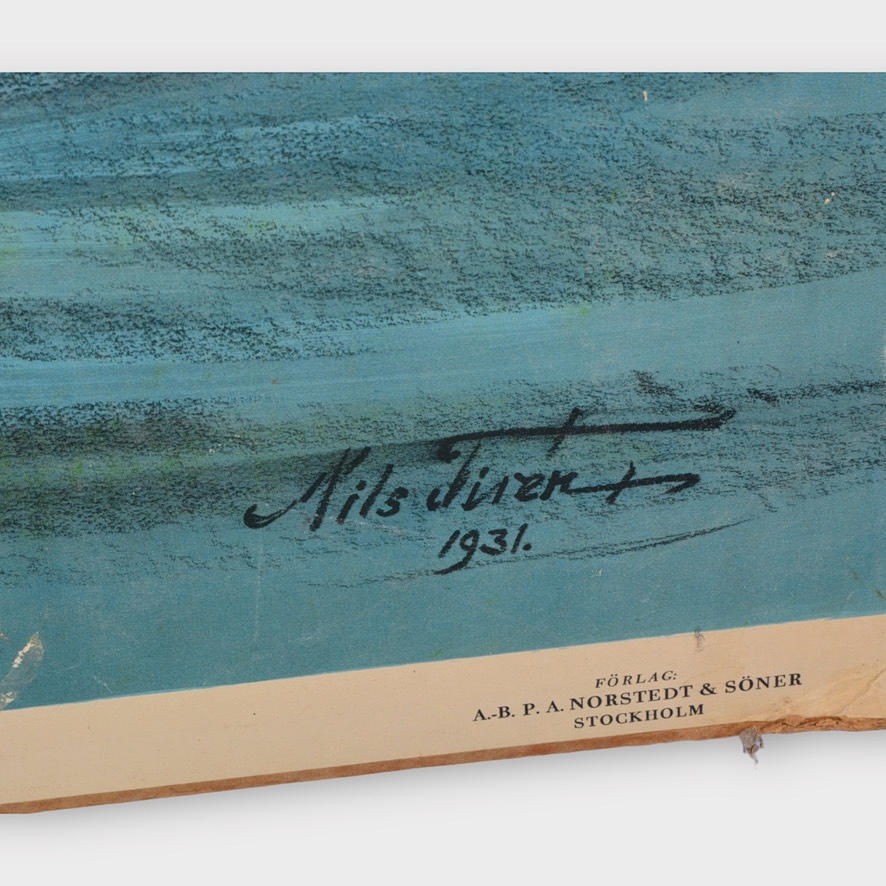 Nils Tirén
1931.
FÖRLAG:
A.-B. P. A. NORSTEDT & SÖNER
STOCKHOLM